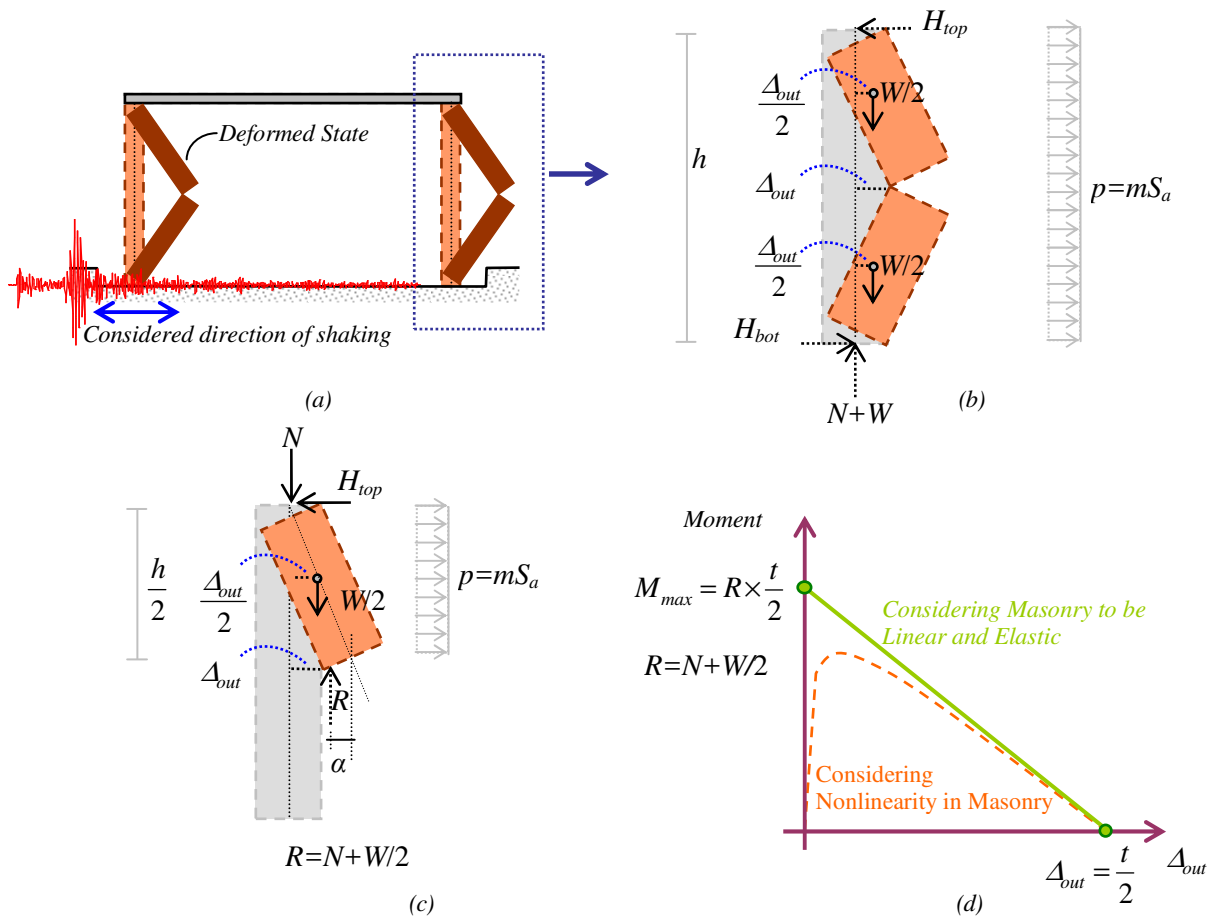 Deformed State
Considered direction of shaking
(a)
H_top
Δ_out/2
W/2
h
Δ_out
p=mS_a
Δ_out/2
W/2
H_bot
N+W
(b)
N
H_top
h/2
Δ_out/2
W/2
p=mS_a
Δ_out
R
α
R=N+W/2
(c)
Moment
M_max = R × t/2
Considering Masonry to be
Linear and Elastic
R=N+W/2
Considering
Nonlinearity in Masonry
Δ_out = t/2
Δ_out
(d)